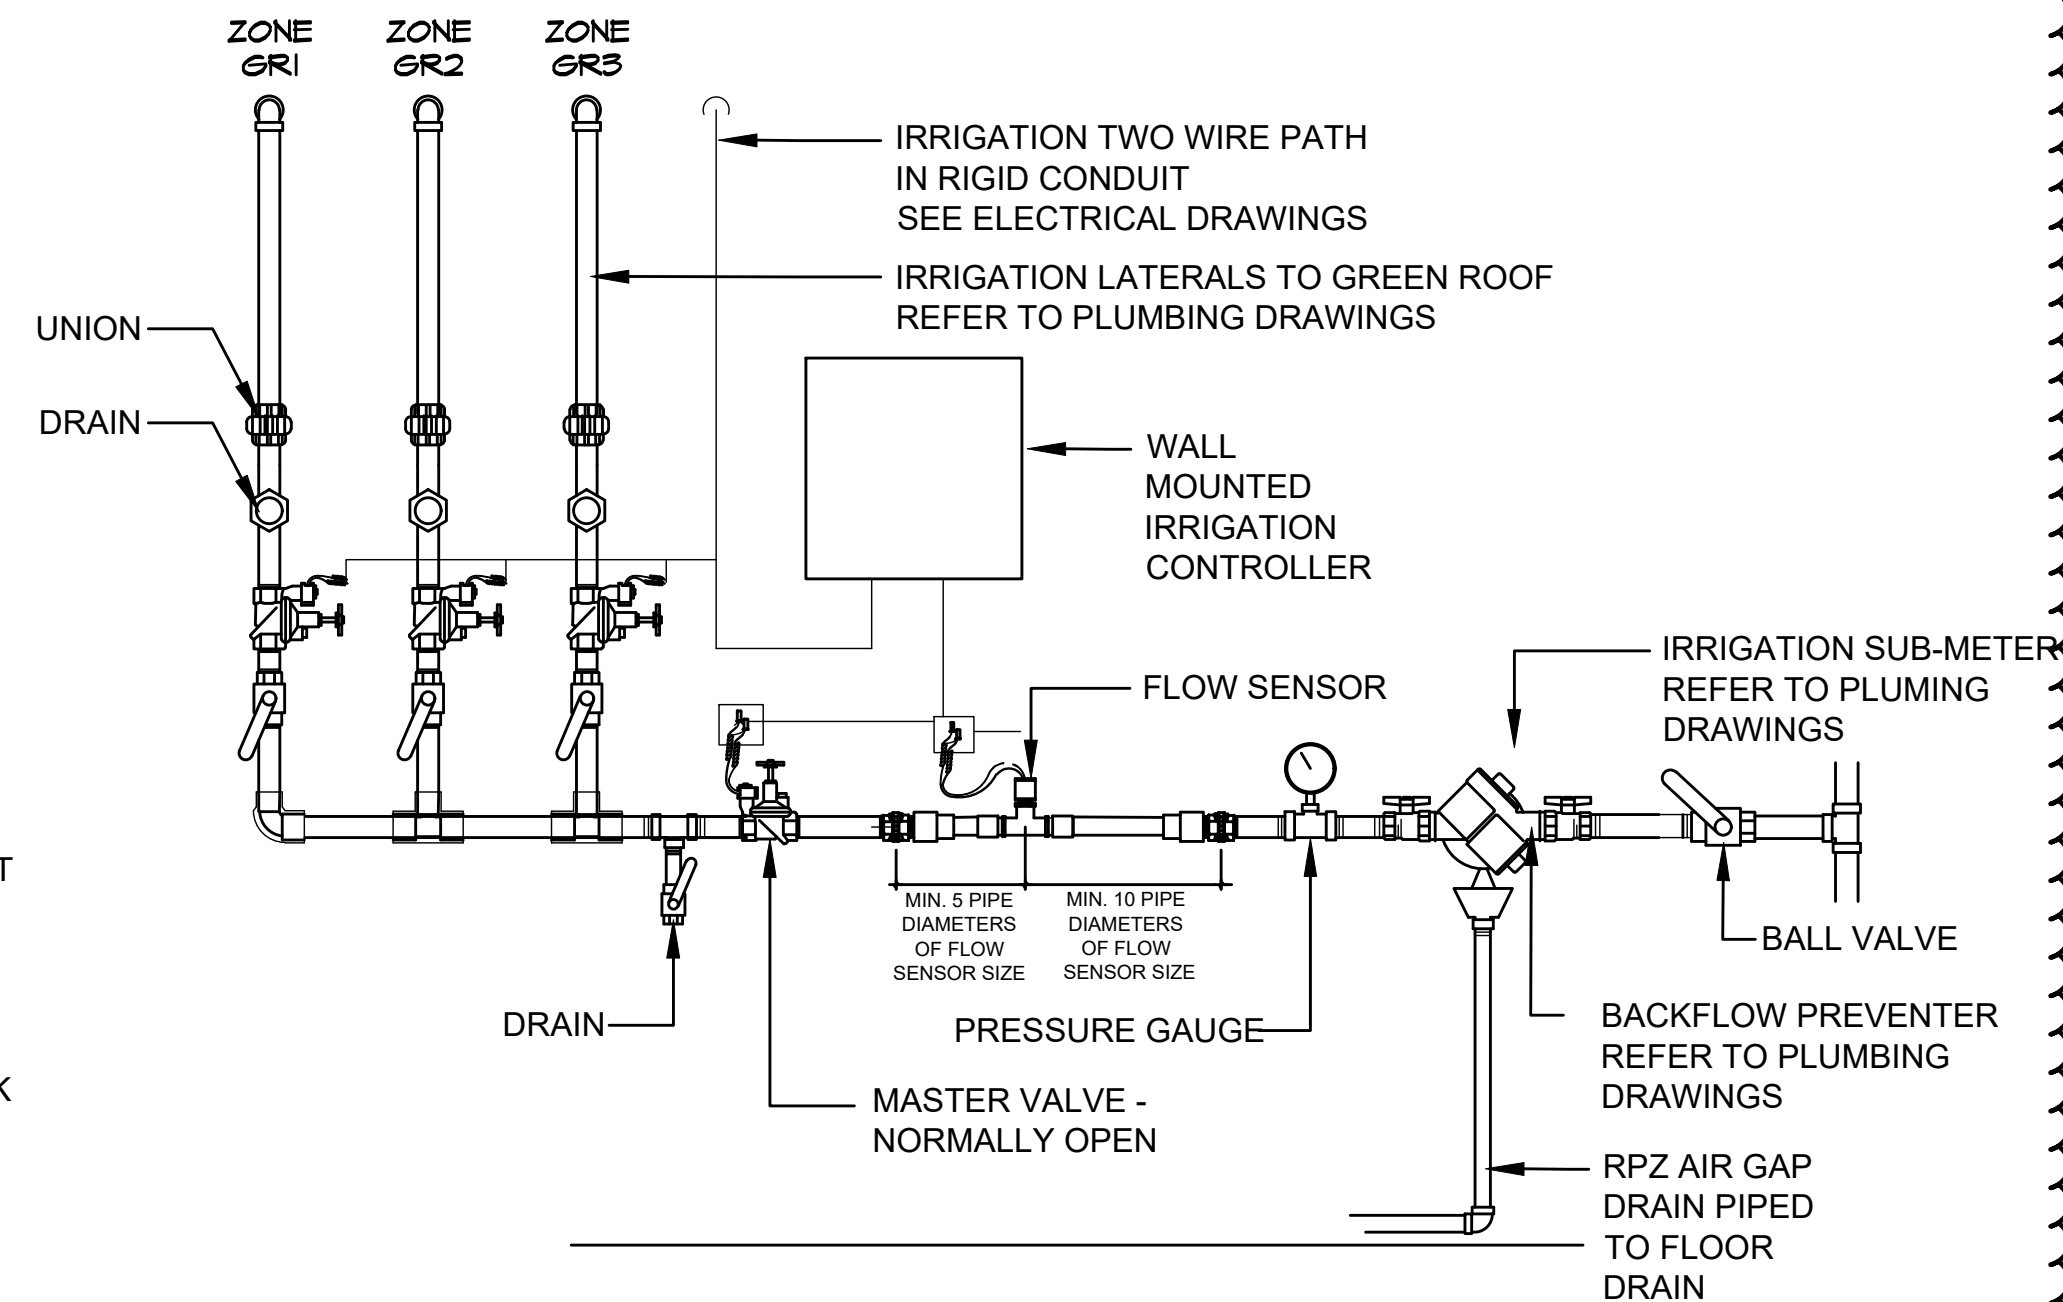 ZONE
GR1
ZONE
GR2
ZONE
GR3
IRRIGATION TWO WIRE PATH
IN RIGID CONDUIT
SEE ELECTRICAL DRAWINGS
IRRIGATION LATERALS TO GREEN ROOF
REFER TO PLUMBING DRAWINGS
UNION
DRAIN
WALL
MOUNTED
IRRIGATION
CONTROLLER
IRRIGATION SUB-METER
REFER TO PLUMING
DRAWINGS
FLOW SENSOR
T
MIN. 5 PIPE
DIAMETERS
OF FLOW
SENSOR SIZE
MIN. 10 PIPE
DIAMETERS
OF FLOW
SENSOR SIZE
BALL VALVE
DRAIN
PRESSURE GAUGE
BACKFLOW PREVENTER
REFER TO PLUMBING
DRAWINGS
K
MASTER VALVE -
NORMALLY OPEN
RPZ AIR GAP
DRAIN PIPED
TO FLOOR
DRAIN